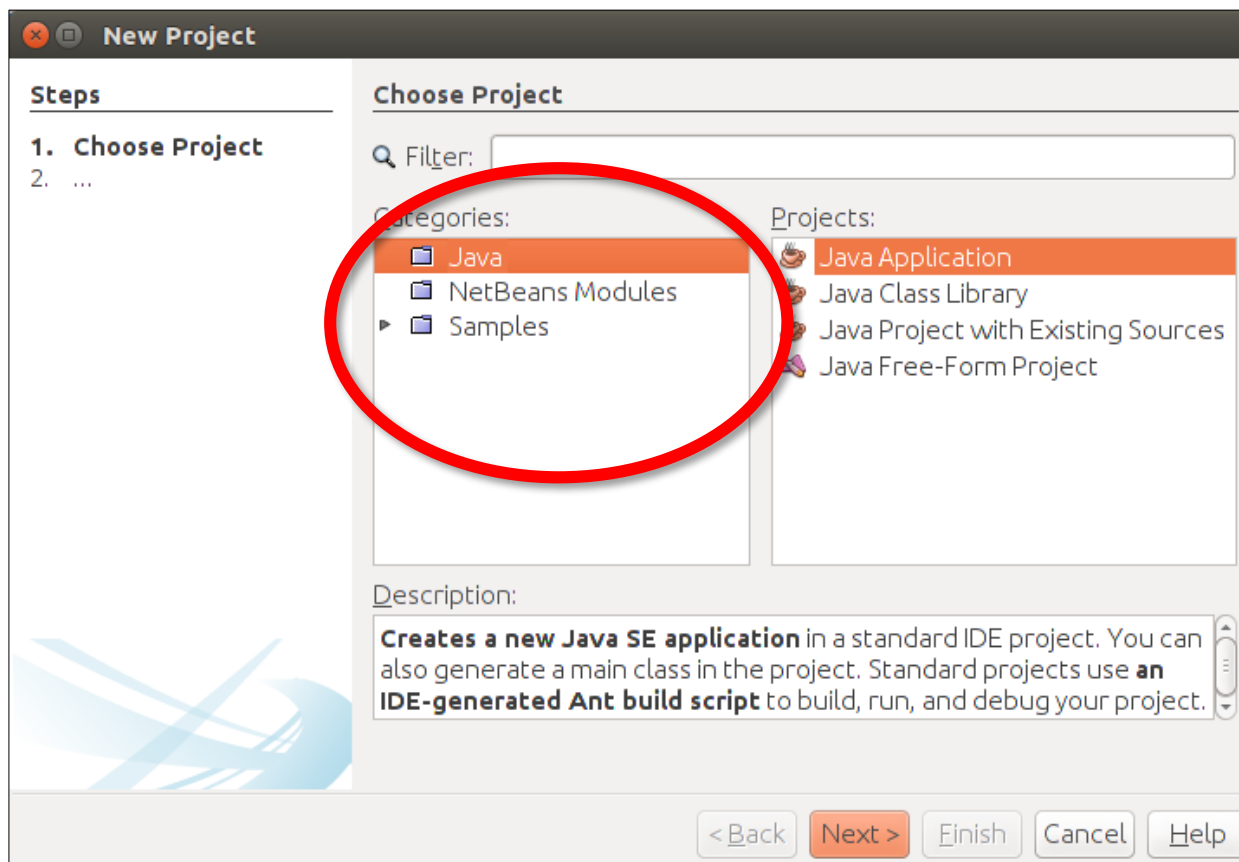 New Project
Steps
1. Choose Project
2. ...
Choose Project
Filter:
Categories:
Java
NetBeans Modules
Samples
Projects:
Java Application
Java Class Library
Java Project with Existing Sources
Java Free-Form Project
Description:
Creates a new Java SE application in a standard IDE project. You can
also generate a main class in the project. Standard projects use an
IDE-generated Ant build script to build, run, and debug your project.
< Back Next > Finish Cancel Help